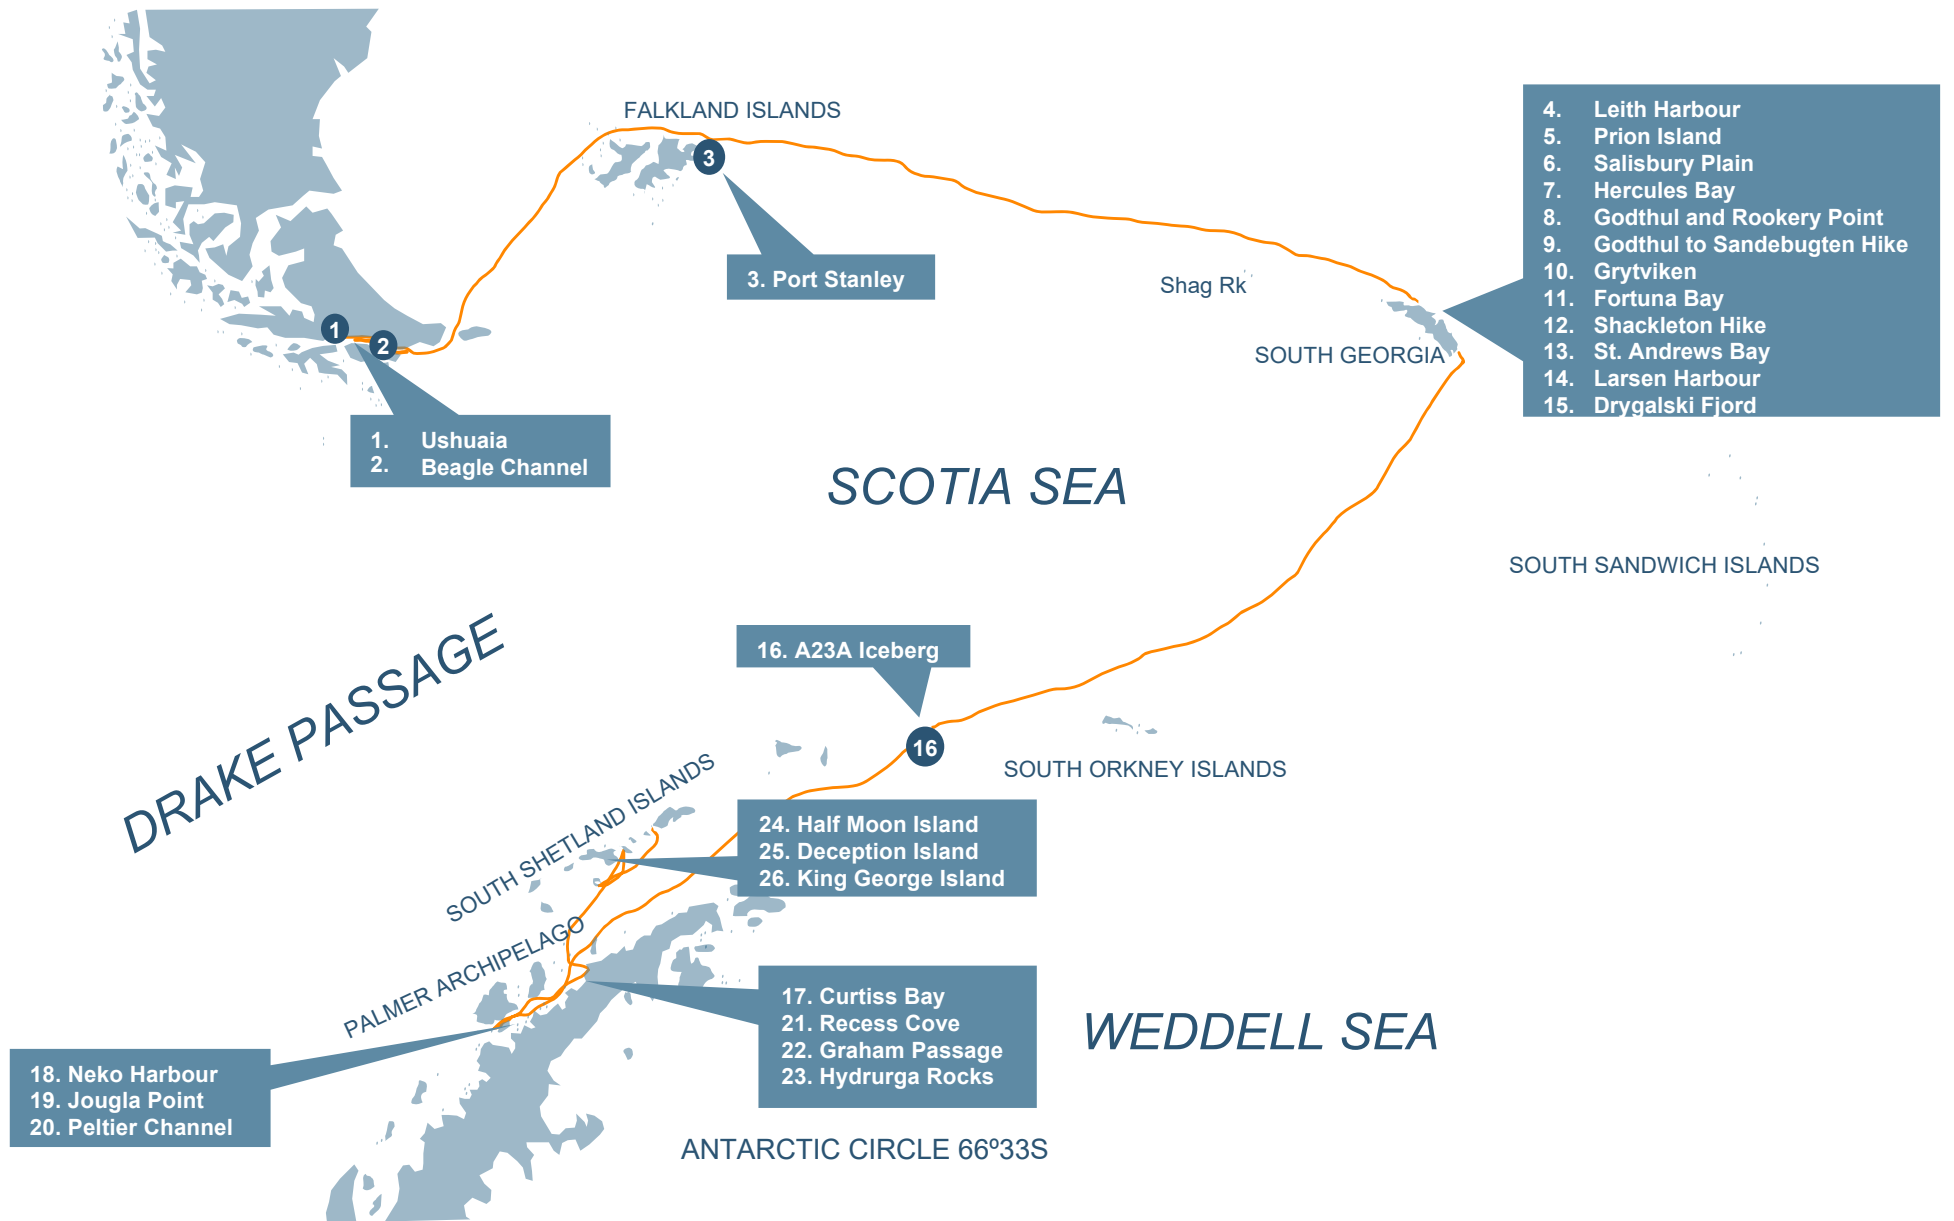 FALKLAND ISLANDS
3
3. Port Stanley
4. Leith Harbour
5. Prion Island
6. Salisbury Plain
7. Hercules Bay
8. Godthul and Rookery Point
9. Godthul to Sandebugten Hike
10. Grytviken
11. Fortuna Bay
12. Shackleton Hike
13. St. Andrews Bay
14. Larsen Harbour
15. Drygalski Fjord
Shag Rk
SOUTH GEORGIA
1
2
1. Ushuaia
2. Beagle Channel
SCOTIA SEA
SOUTH SANDWICH ISLANDS
DRAKE PASSAGE
16. A23A Iceberg
16
SOUTH ORKNEY ISLANDS
SOUTH SHETLAND ISLANDS
24. Half Moon Island
25. Deception Island
26. King George Island
PALMER ARCHIPELAGO
17. Curtiss Bay
21. Recess Cove
22. Graham Passage
23. Hydrurga Rocks
WEDDELL SEA
18. Neko Harbour
19. Jougla Point
20. Peltier Channel
ANTARCTIC CIRCLE 66º33S